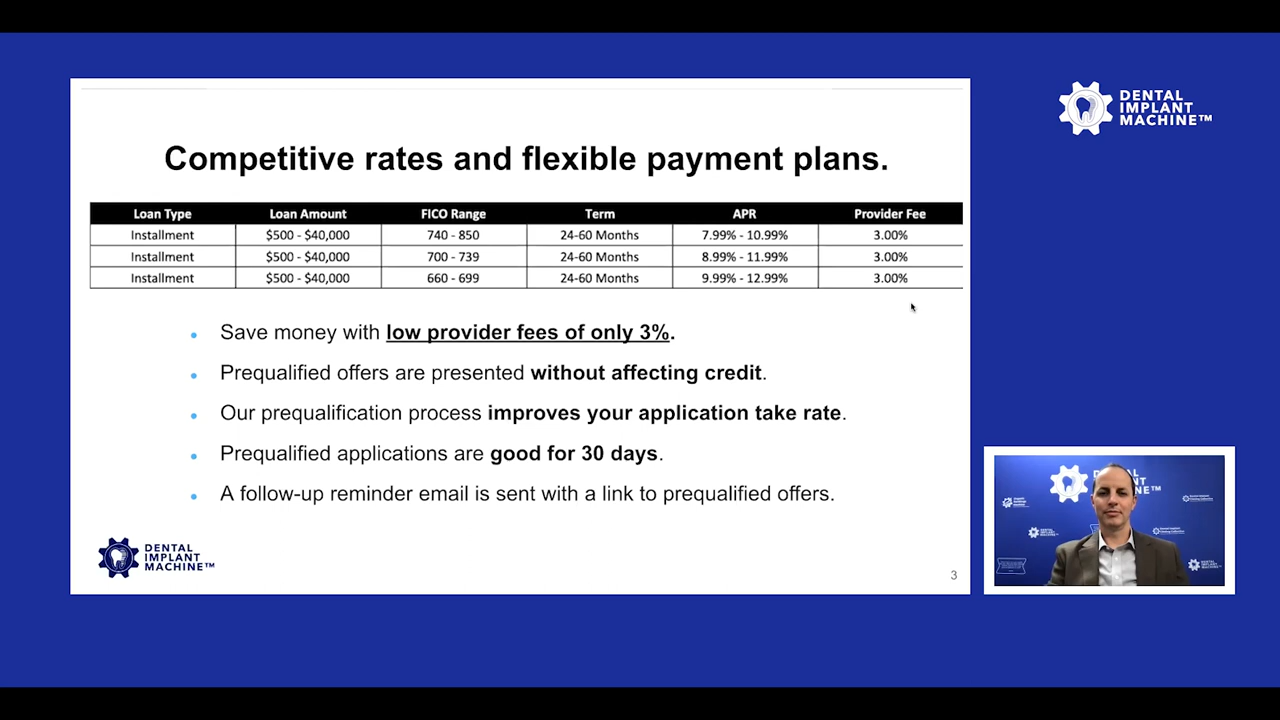 DENTAL
IMPLANT
MACHINE™
Competitive rates and flexible payment plans.
Loan Type Loan Amount FICO Range Term APR Provider Fee
Installment $500 - $40,000 740 - 850 24-60 Months 7.99% - 10.99% 3.00%
Installment $500 - $40,000 700 - 739 24-60 Months 8.99% - 11.99% 3.00%
Installment $500 - $40,000 660 - 699 24-60 Months 9.99% - 12.99% 3.00%
• Save money with low provider fees of only 3%.
• Prequalified offers are presented without affecting credit.
• Our prequalification process improves your application take rate.
• Prequalified applications are good for 30 days.
• A follow-up reminder email is sent with a link to prequalified offers.
DENTAL
IMPLANT
MACHINE™
3
DENTAL
IMPLANT
MACHINE™